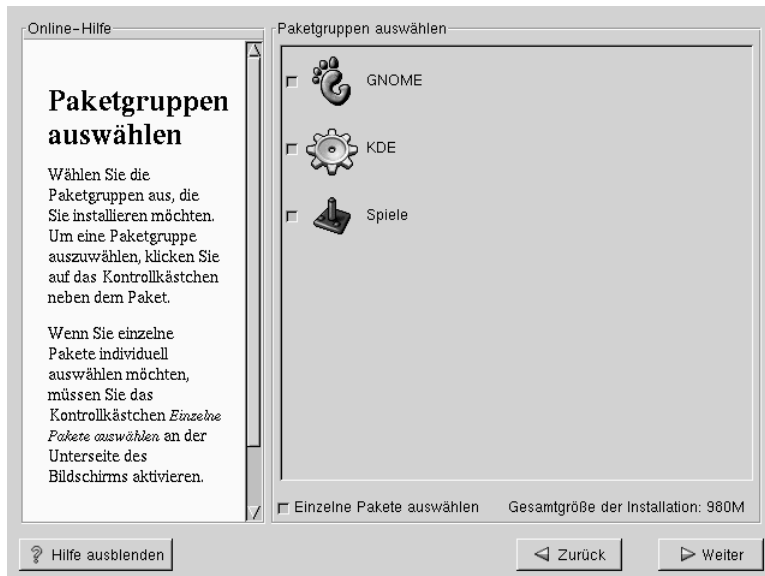 Online-Hilfe
Paketgruppen
auswählen
Wählen Sie die
Paketgruppen aus, die
Sie installieren möchten.
Um eine Paketgruppe
auszuwählen, klicken Sie
auf das Kontrollkästchen
neben dem Paket.
Wenn Sie einzelne
Pakete individuell
auswählen möchten,
müssen Sie das
Kontrollkästchen Einzelne
Pakete auswählen an der
Unterseite des
Bildschirms aktivieren.
Paketgruppen auswählen
GNOME
KDE
Spiele
Einzelne Pakete auswählen
Gesamtgröße der Installation: 980M
? Hilfe ausblenden
Zurück
Weiter